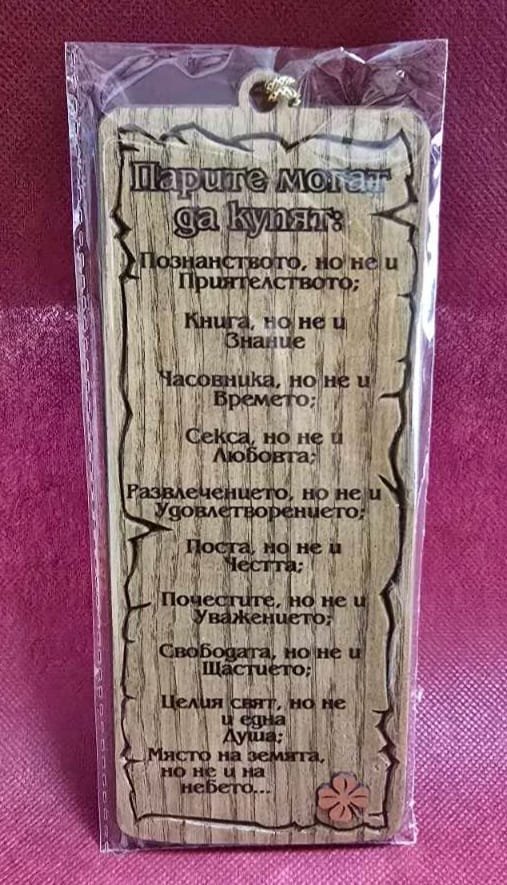 Парите могат
да купят:
Познанството, но не и
Приятелството;
Книга, но не и
Знание
Часовника, но не и
Времето;
Секса, но не и
Любовта;
Развлечението, но не и
Удовлетворението;
Поста, но не и
Честта;
Почестите, но не и
Уважението;
Свободата, но не и
Щастието;
Целия свят, но не
и една
Душа;
Място на земята,
но не и на
небето...